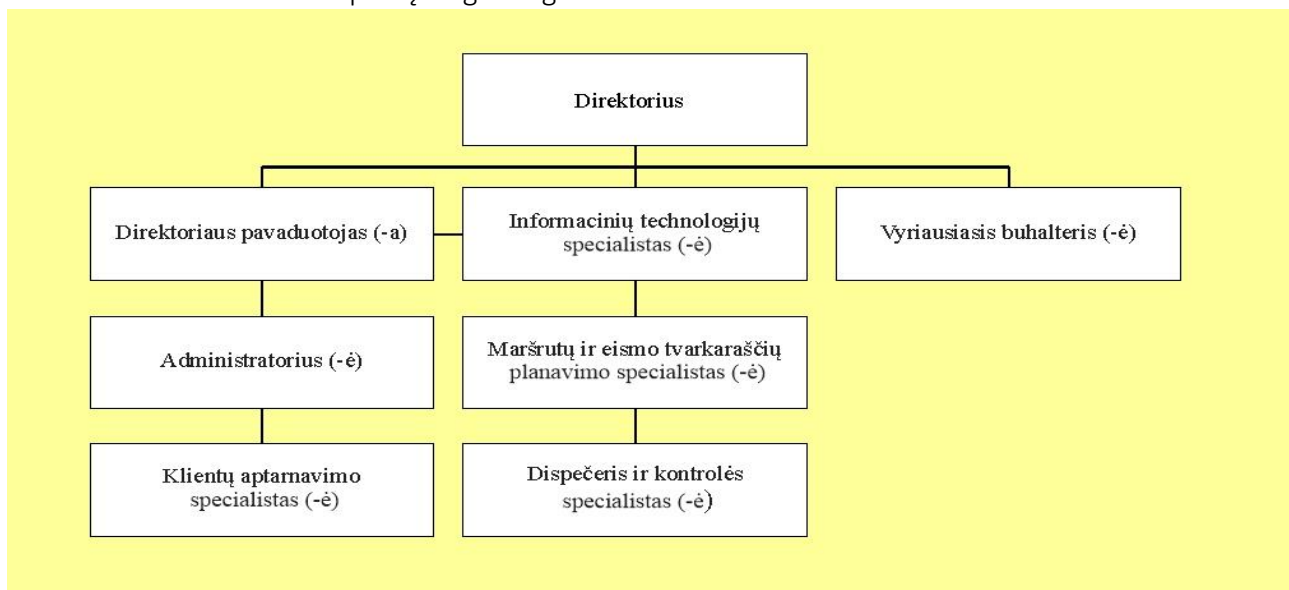 Direktorius
Direktoriaus pavaduotojas (-a)
Informacinių technologijų
specialistas (-ė)
Vyriausiasis buhalteris (-ė)
Administratorius (-ė)
Maršrutų ir eismo tvarkaraščių
planavimo specialistas (-ė)
Klientų aptarnavimo
specialistas (-ė)
Dispečeris ir kontrolės
specialistas (-ė)